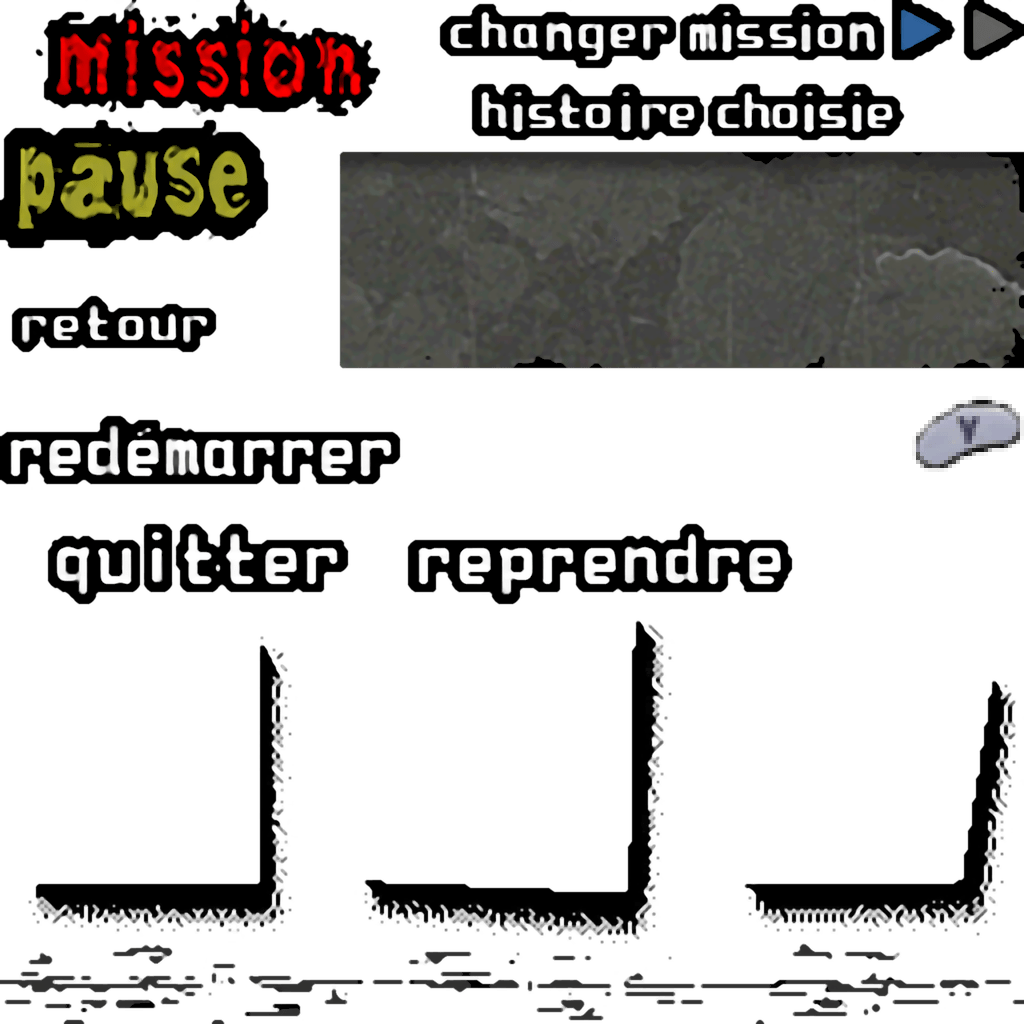 mission
changer mission
histoire choisie
pause
retour
redémarrer
Y
quitter
reprendre